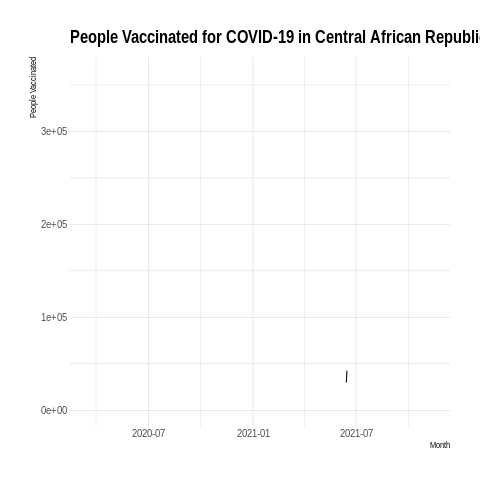 People Vaccinated for COVID-19 in Central African Republi
People Vaccinated
3e+05
2e+05
1e+05
0e+00
2020-07 2021-01 2021-07
Month